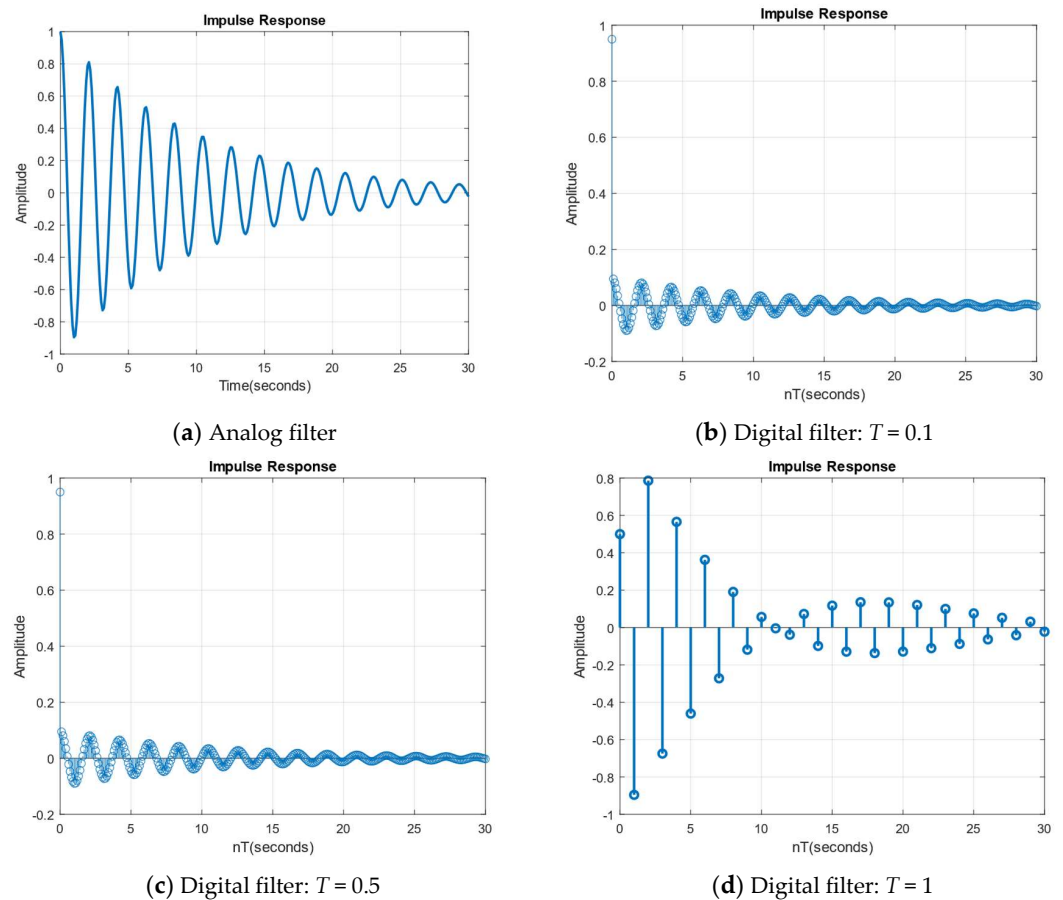 Impulse Response
1
0.8
0.6
0.4
0.2
0
-0.2
-0.4
-0.6
-0.8
-1
Amplitude
0 5 10 15 20 25 30
Time(seconds)
(a) Analog filter
Impulse Response
1
0.8
0.6
0.4
0.2
0
-0.2
Amplitude
0 5 10 15 20 25 30
nT(seconds)
(b) Digital filter: T = 0.1
Impulse Response
1
0.8
0.6
0.4
0.2
0
-0.2
Amplitude
0 5 10 15 20 25 30
nT(seconds)
(c) Digital filter: T = 0.5
Impulse Response
0.8
0.6
0.4
0.2
0
-0.2
-0.4
-0.6
-0.8
-1
Amplitude
0 5 10 15 20 25 30
nT(seconds)
(d) Digital filter: T = 1